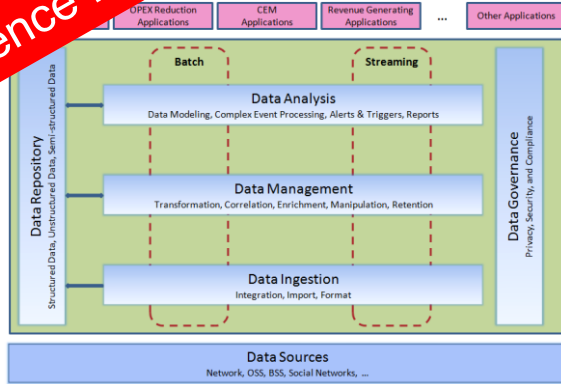 ence
OPEX Reduction
Applications
CEM
Applications
Revenue Generating
Applications
...
Other Applications
Batch
Streaming
Data Analysis
Data Modeling, Complex Event Processing, Alerts & Triggers, Reports
Data Repository
Structured Data, Unstructured Data, Semi-structured Data
Data Management
Transformation, Correlation, Enrichment, Manipulation, Retention
Data Governance
Privacy, Security, and Compliance
Data Ingestion
Integration, Import, Format
Data Sources
Network, OSS, BSS, Social Networks, ...